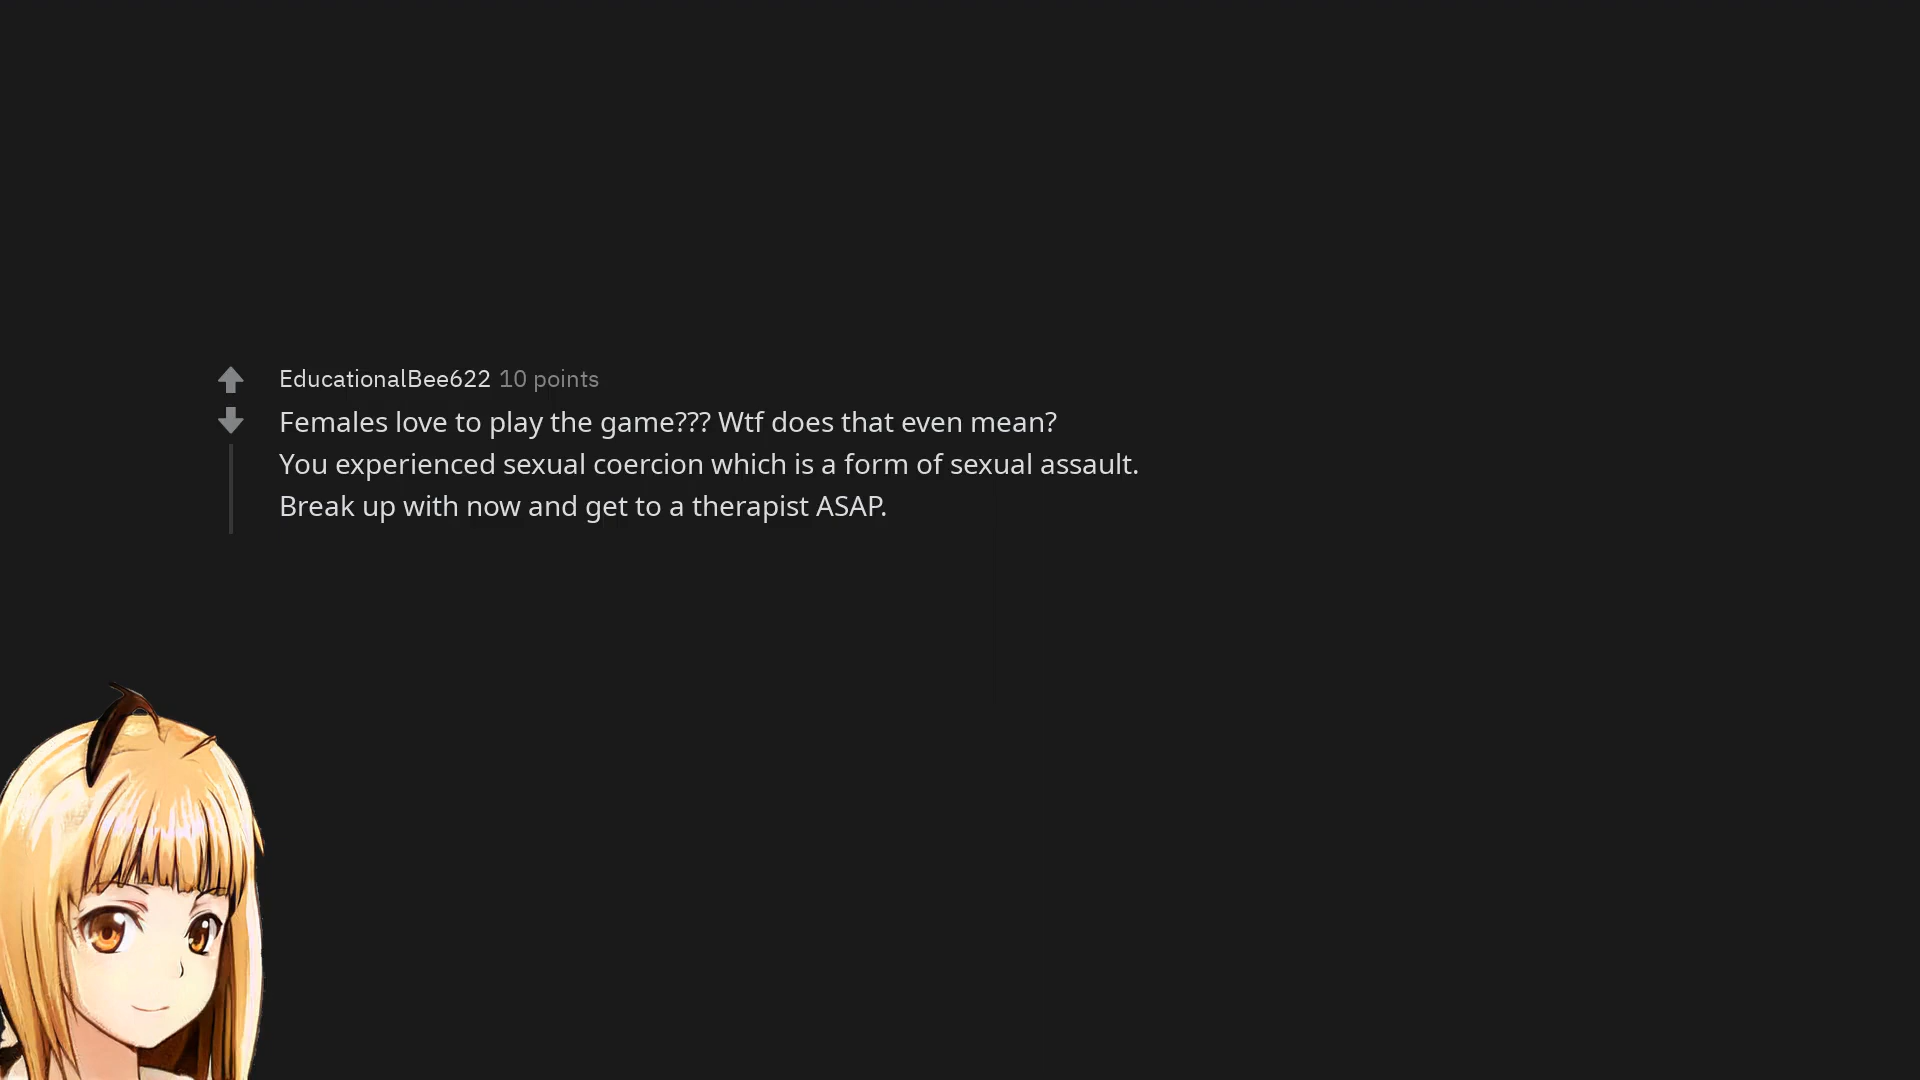 EducationalBee622 10 points
Females love to play the game??? Wtf does that even mean?
You experienced sexual coercion which is a form of sexual assault.
Break up with now and get to a therapist ASAP.